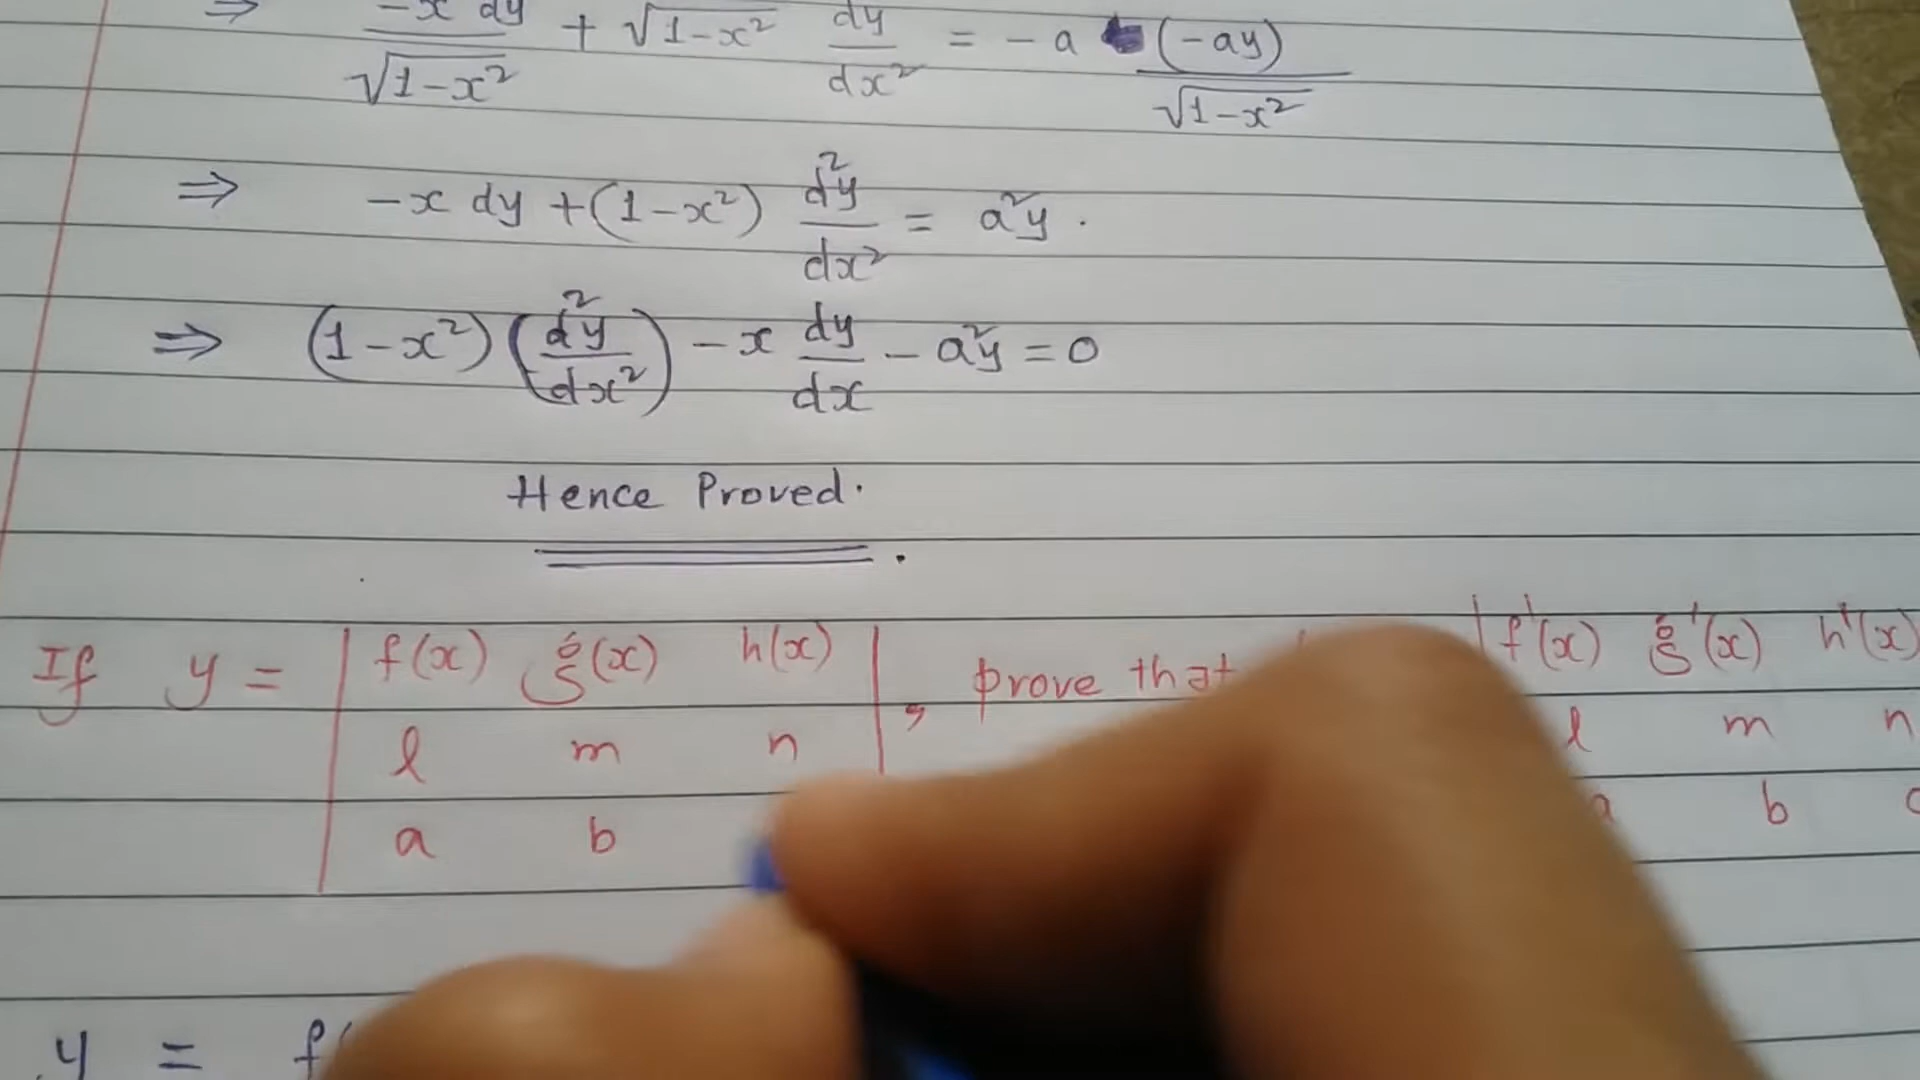 ⇒ -x dy/√1-x² + √1-x² dy/dx² = -a (-ay)/√1-x²
⇒ -x dy + (1-x²) d²y/dx² = a²y.
⇒ (1-x²) (d²y/dx²) - x dy/dx - a²y = 0
Hence Proved.
If y = | f(x) g(x) h(x) | , prove that | f'(x) g'(x) h'(x)
l m n l m n
a b a b
y = f(